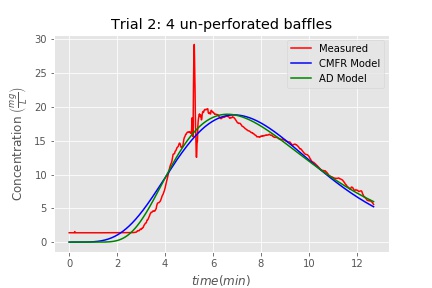 Trial 2: 4 un-perforated baffles
Measured
CMFR Model
AD Model
Concentration (mg/L)
30
25
20
15
10
5
0
0 2 4 6 8 10 12
time(min)